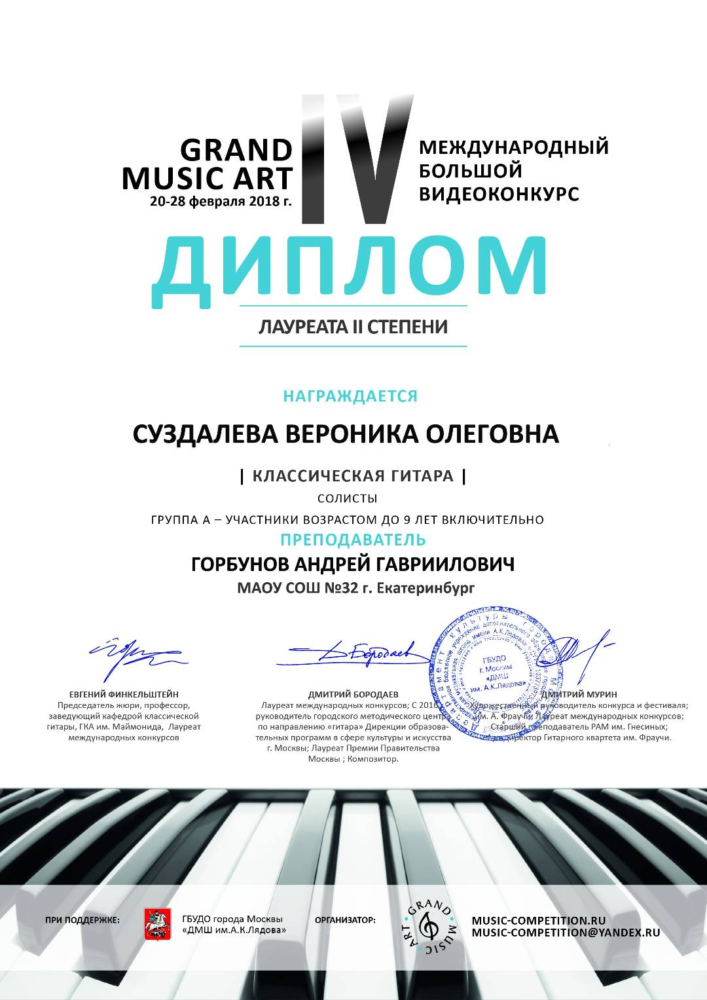 GRAND
MUSIC ART
20-28 февраля 2018 г.
IV
МЕЖДУНАРОДНЫЙ
БОЛЬШОЙ
ВИДЕОКОНКУРС
ДИПЛОМ
ЛАУРЕАТА II СТЕПЕНИ
НАГРАЖДАЕТСЯ
СУЗДАЛЕВА ВЕРОНИКА ОЛЕГОВНА
| КЛАССИЧЕСКАЯ ГИТАРА |
СОЛИСТЫ
ГРУППА А – УЧАСТНИКИ ВОЗРАСТОМ ДО 9 ЛЕТ ВКЛЮЧИТЕЛЬНО
ПРЕПОДАВАТЕЛЬ
ГОРБУНОВ АНДРЕЙ ГАВРИИЛОВИЧ
МАОУ СОШ №32 г. Екатеринбург
ЕВГЕНИЙ ФИНКЕЛЬШТЕЙН
Председатель жюри, профессор,
заведующий кафедрой классической
гитары, ГКА им. Маймонида, Лауреат
международных конкурсов
Бородаев
ДМИТРИЙ БОРОДАЕВ
Лауреат международных конкурсов; С 2016
руководитель городского методического центра
по направлению «гитара» Дирекции образова-
тельных программ в сфере культуры и искусства
г. Москвы; Лауреат Премии Правительства
Москвы ; Композитор.
ГБУДО
г. Москвы
«ДМШ
им. А.К.Лядова»
ДМИТРИЙ МУРИН
Художественный руководитель конкурса и фестиваля;
им. А. Фраучи; Лауреат международных конкурсов;
Старший преподаватель РАМ им. Гнесиных;
директор Гитарного квартета им. Фраучи.
ПРИ ПОДДЕРЖКЕ:
ГБУДО города Москвы
«ДМШ им.А.К.Лядова»
ОРГАНИЗАТОР:
GRAND MUSIC ART
MUSIC-COMPETITION.RU
MUSIC-COMPETITION@YANDEX.RU